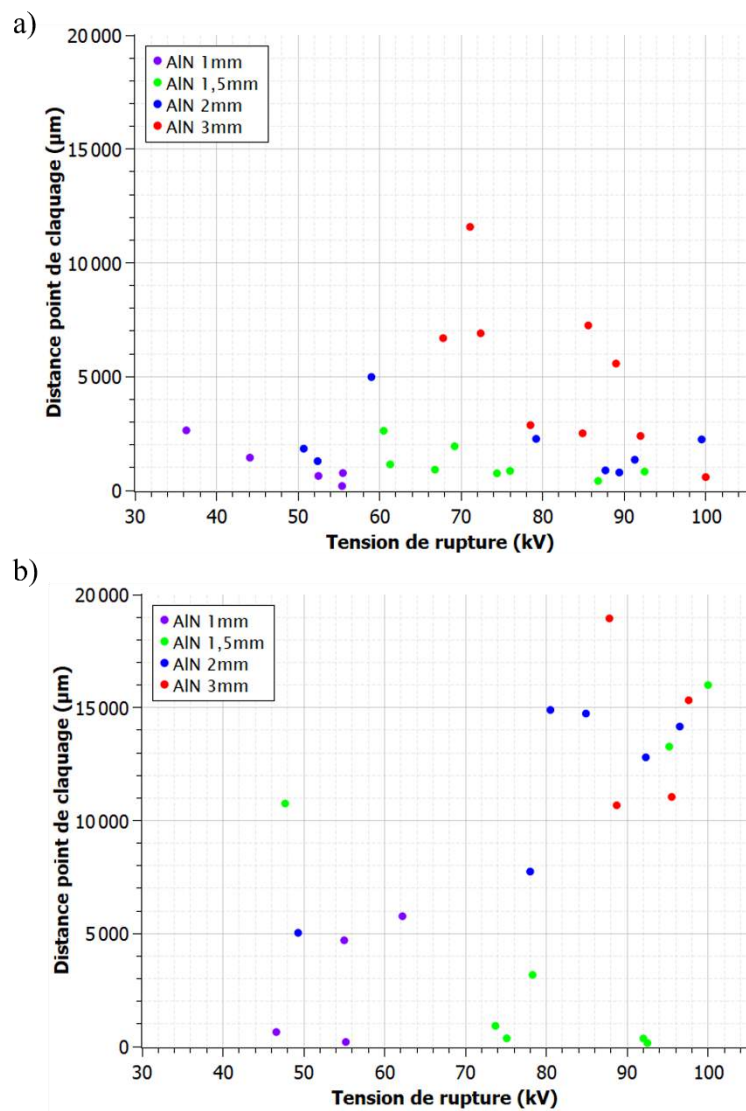 a)
20 000
AlN 1mm
AlN 1,5mm
AlN 2mm
AlN 3mm
15 000
10 000
5 000
0
Distance point de claquage (µm)
30 40 50 60 70 80 90 100
Tension de rupture (kV)
b)
20 000
AlN 1mm
AlN 1,5mm
AlN 2mm
AlN 3mm
15 000
10 000
5 000
0
Distance point de claquage (µm)
30 40 50 60 70 80 90 100
Tension de rupture (kV)